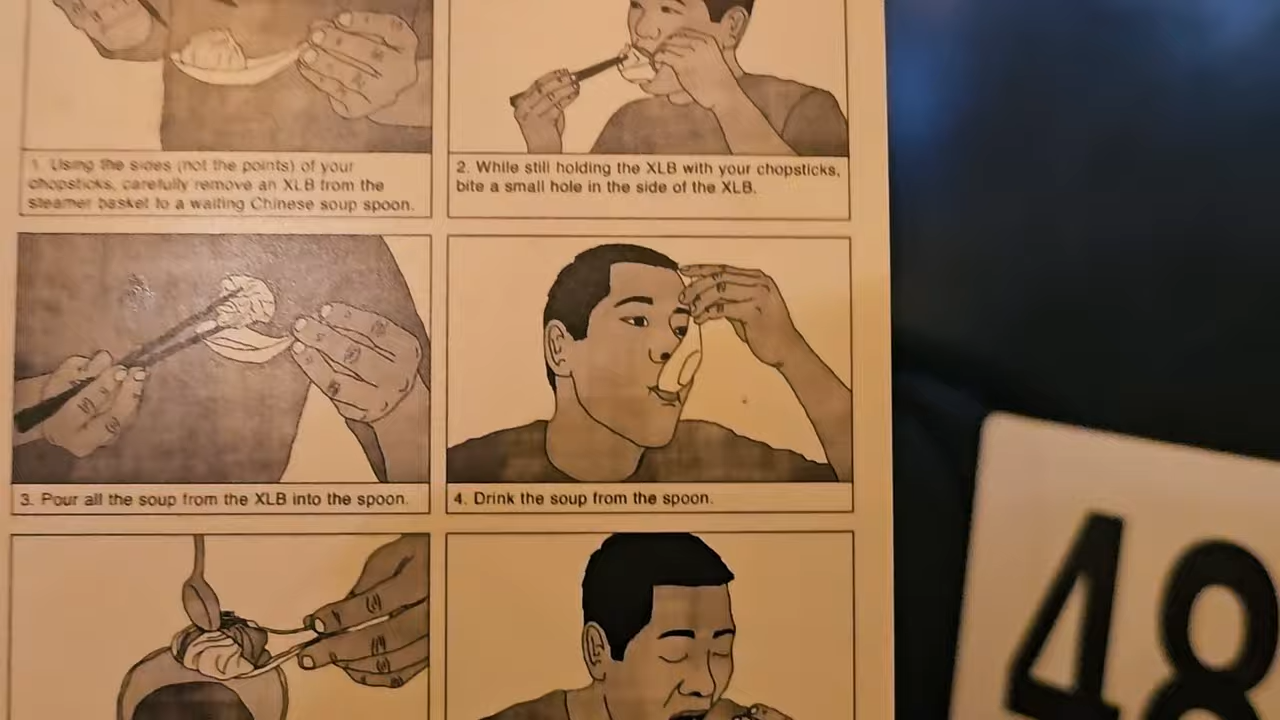 1. Using the sides (not the points) of your
chopsticks, carefully remove an XLB from the
steamer basket to a waiting Chinese soup spoon.
2. While still holding the XLB with your chopsticks,
bite a small hole in the side of the XLB.
3. Pour all the soup from the XLB into the spoon.
4. Drink the soup from the spoon.
48